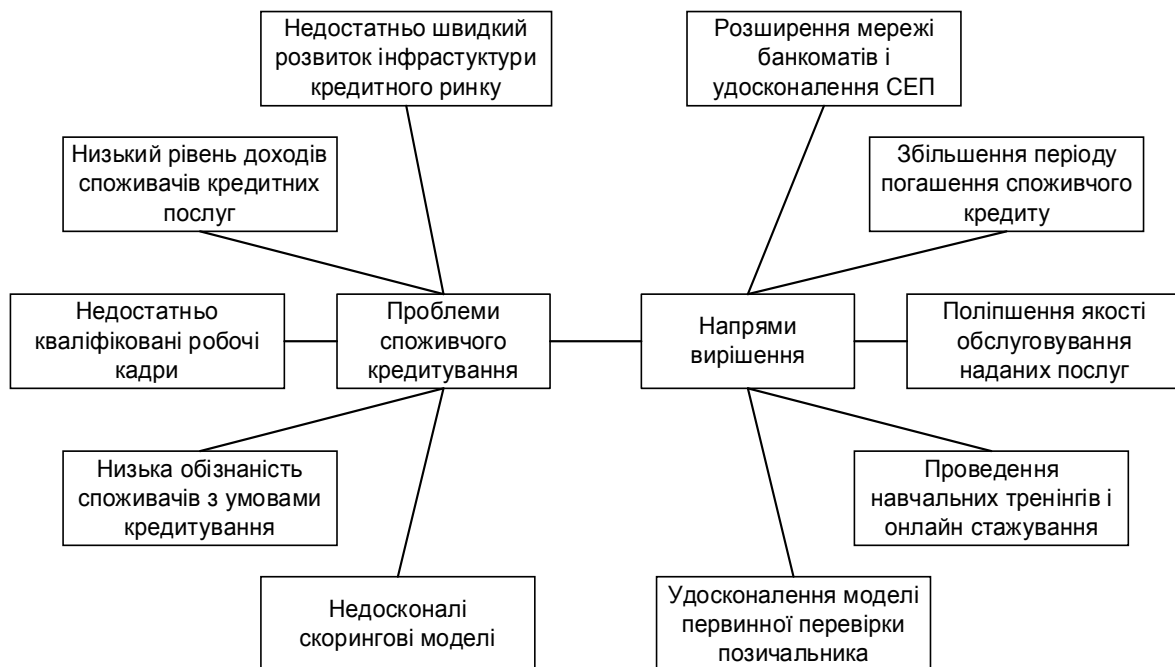 Недостатньо швидкий
розвиток інфрастуктури
кредитного ринку
Розширення мережі
банкоматів і
удосконалення СЕП
Низький рівень доходів
споживачів кредитних
послуг
Збільшення періоду
погашення споживчого
кредиту
Недостатньо
кваліфіковані робочі
кадри
Проблеми
споживчого
кредитування
Напрями
вирішення
Поліпшення якості
обслуговування
наданих послуг
Низька обізнаність
споживачів з умовами
кредитування
Проведення
навчальних тренінгів і
онлайн стажування
Недосконалі
скорингові моделі
Удосконалення моделі
первинної перевірки
позичальника